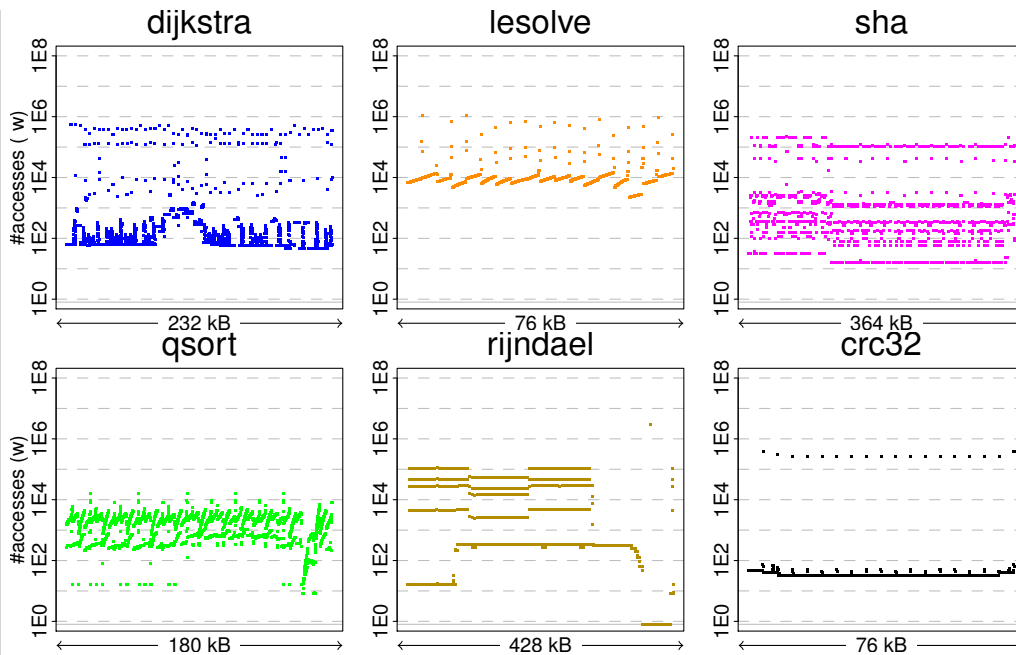 dijkstra
lesolve
sha
#accesses ( w)
1E8
1E6
1E4
1E2
1E0
1E8
1E6
1E4
1E2
1E0
1E8
1E6
1E4
1E2
1E0
232 kB
76 kB
364 kB
qsort
rijndael
crc32
#accesses (w)
1E8
1E6
1E4
1E2
1E0
1E8
1E6
1E4
1E2
1E0
1E8
1E6
1E4
1E2
1E0
180 kB
428 kB
76 kB